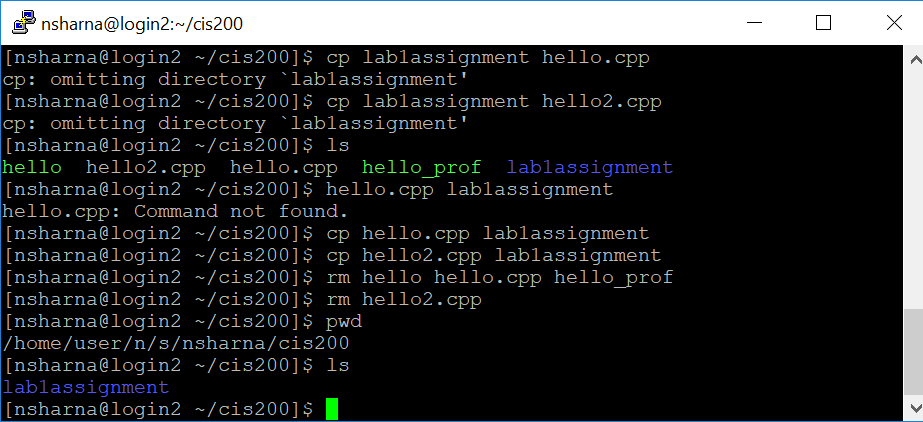 nsharna@login2:~/cis200
[nsharna@login2 ~/cis200]$ cp lab1assignment hello.cpp
cp: omitting directory `lab1assignment'
[nsharna@login2 ~/cis200]$ cp lab1assignment hello2.cpp
cp: omitting directory `lab1assignment'
[nsharna@login2 ~/cis200]$ ls
hello  hello2.cpp  hello.cpp  hello_prof  lab1assignment
[nsharna@login2 ~/cis200]$ hello.cpp lab1assignment
hello.cpp: Command not found.
[nsharna@login2 ~/cis200]$ cp hello.cpp lab1assignment
[nsharna@login2 ~/cis200]$ cp hello2.cpp lab1assignment
[nsharna@login2 ~/cis200]$ rm hello hello.cpp hello_prof
[nsharna@login2 ~/cis200]$ rm hello2.cpp
[nsharna@login2 ~/cis200]$ pwd
/home/user/n/s/nsharna/cis200
[nsharna@login2 ~/cis200]$ ls
lab1assignment
[nsharna@login2 ~/cis200]$